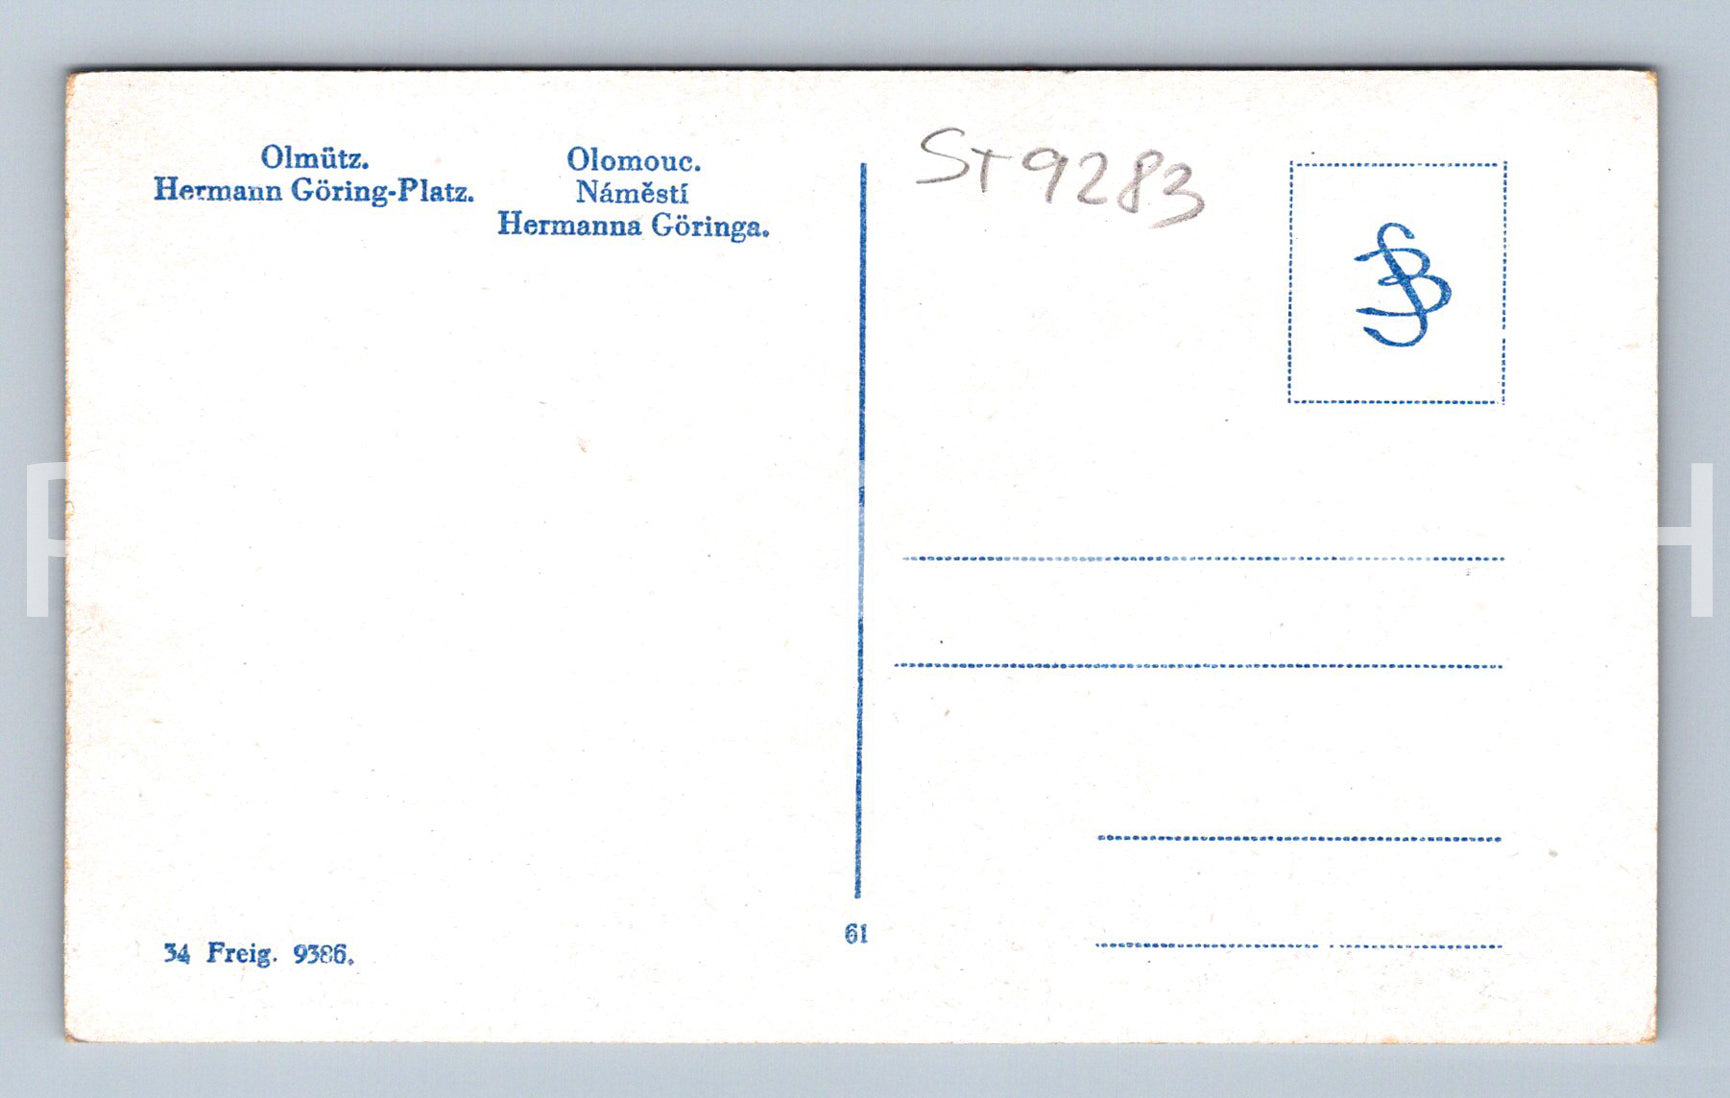 Olmütz.
Hermann Göring-Platz.
Olomouc.
Náměstí
Hermanna Göringa.
ST9283
61
34 Freig. 9386.